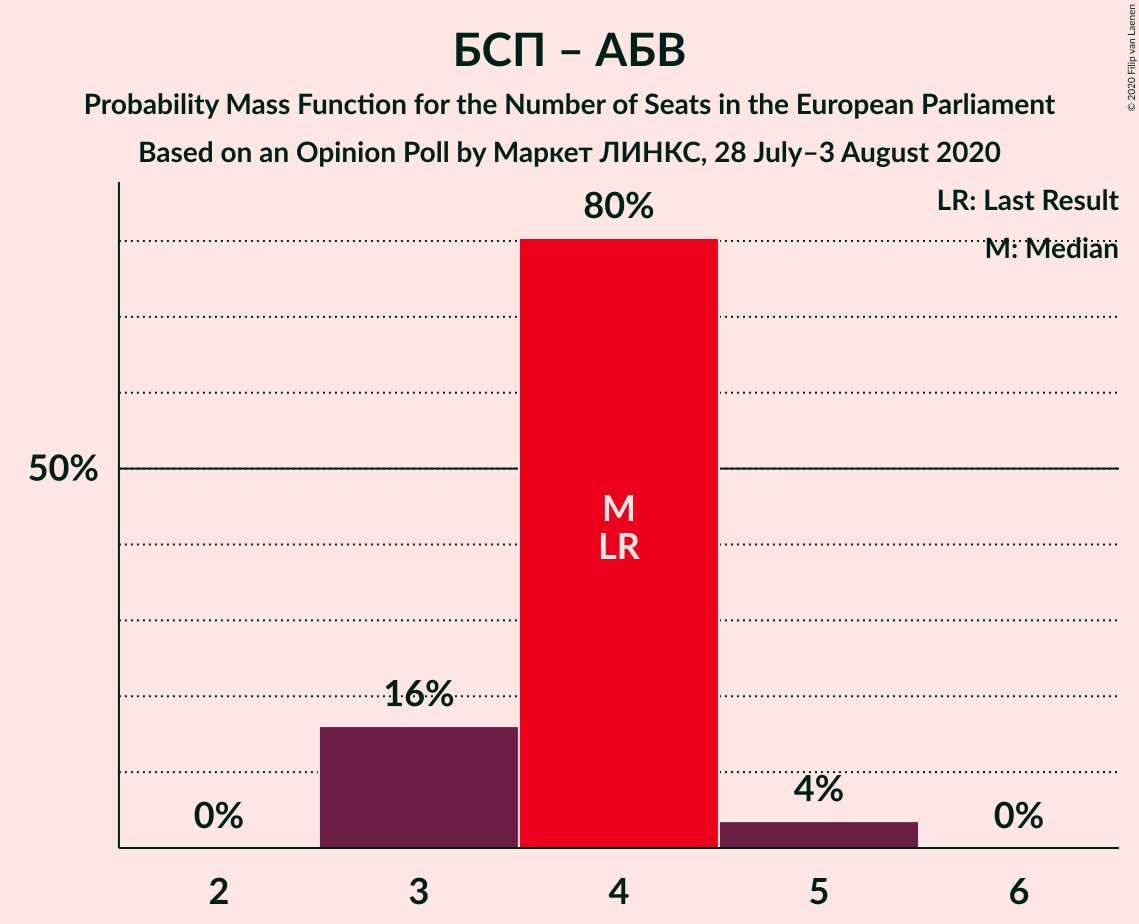 БСП – АБВ
Probability Mass Function for the Number of Seats in the European Parliament
Based on an Opinion Poll by Маркет ЛИНКС, 28 July–3 August 2020
© 2020 Filip van Laenen
LR: Last Result
M: Median
80%
50%
M
LR
16%
4%
0%
0%
2 3 4 5 6